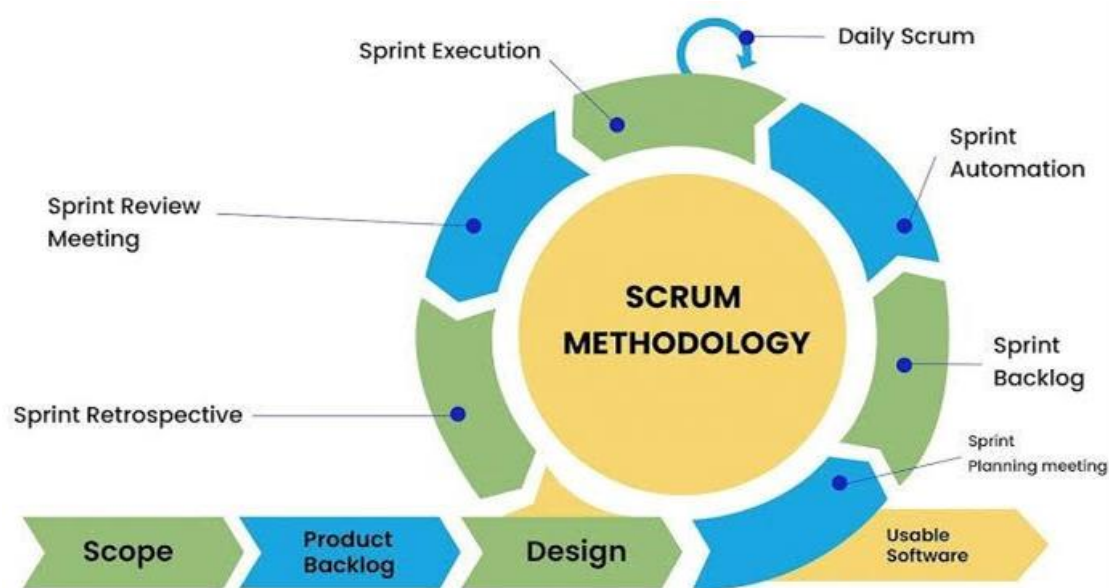 Sprint Execution
Daily Scrum
Sprint
Automation
Sprint Review
Meeting
SCRUM
METHODOLOGY
Sprint
Backlog
Sprint Retrospective
Sprint
Planning meeting
Scope
Product
Backlog
Design
Usable
Software